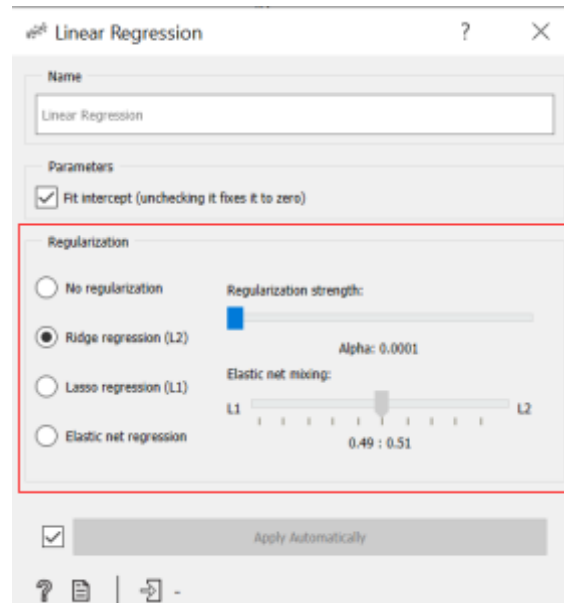 Linear Regression ? ×
Name
Linear Regression
Parameters
Fit intercept (unchecking it fixes it to zero)
Regularization
No regularization
Ridge regression (L2)
Lasso regression (L1)
Elastic net regression
Regularization strength:
Alpha: 0.0001
Elastic net mixing:
L1 L2
0.49 : 0.51
Apply Automatically
? | -